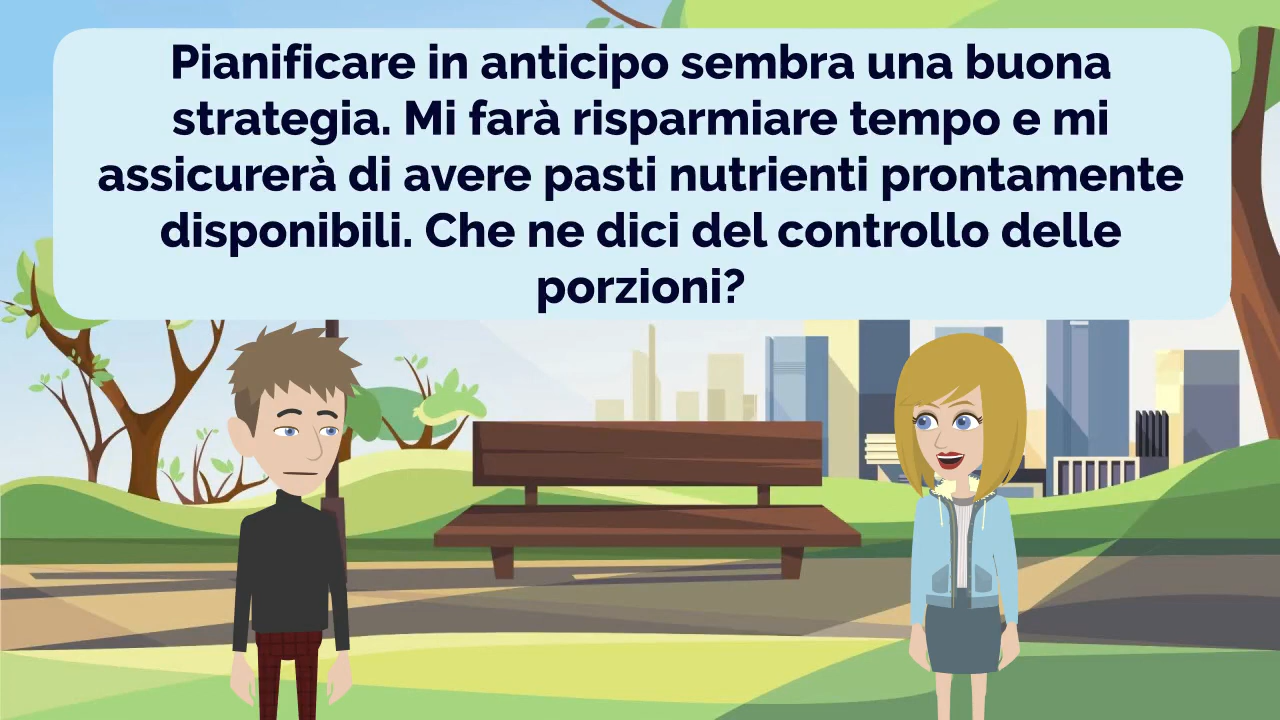 Pianificare in anticipo sembra una buona
strategia. Mi farà risparmiare tempo e mi
assicurerà di avere pasti nutrienti prontamente
disponibili. Che ne dici del controllo delle
porzioni?